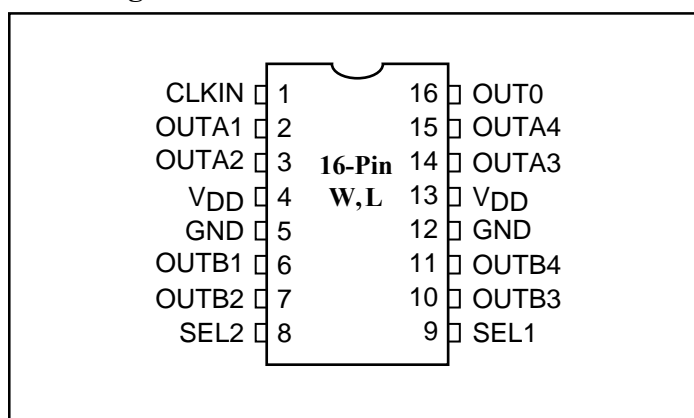 CLKIN 1 16 OUT0
OUTA1 2 15 OUTA4
OUTA2 3 16-Pin 14 OUTA3
VDD 4 W, L 13 VDD
GND 5 12 GND
OUTB1 6 11 OUTB4
OUTB2 7 10 OUTB3
SEL2 8 9 SEL1